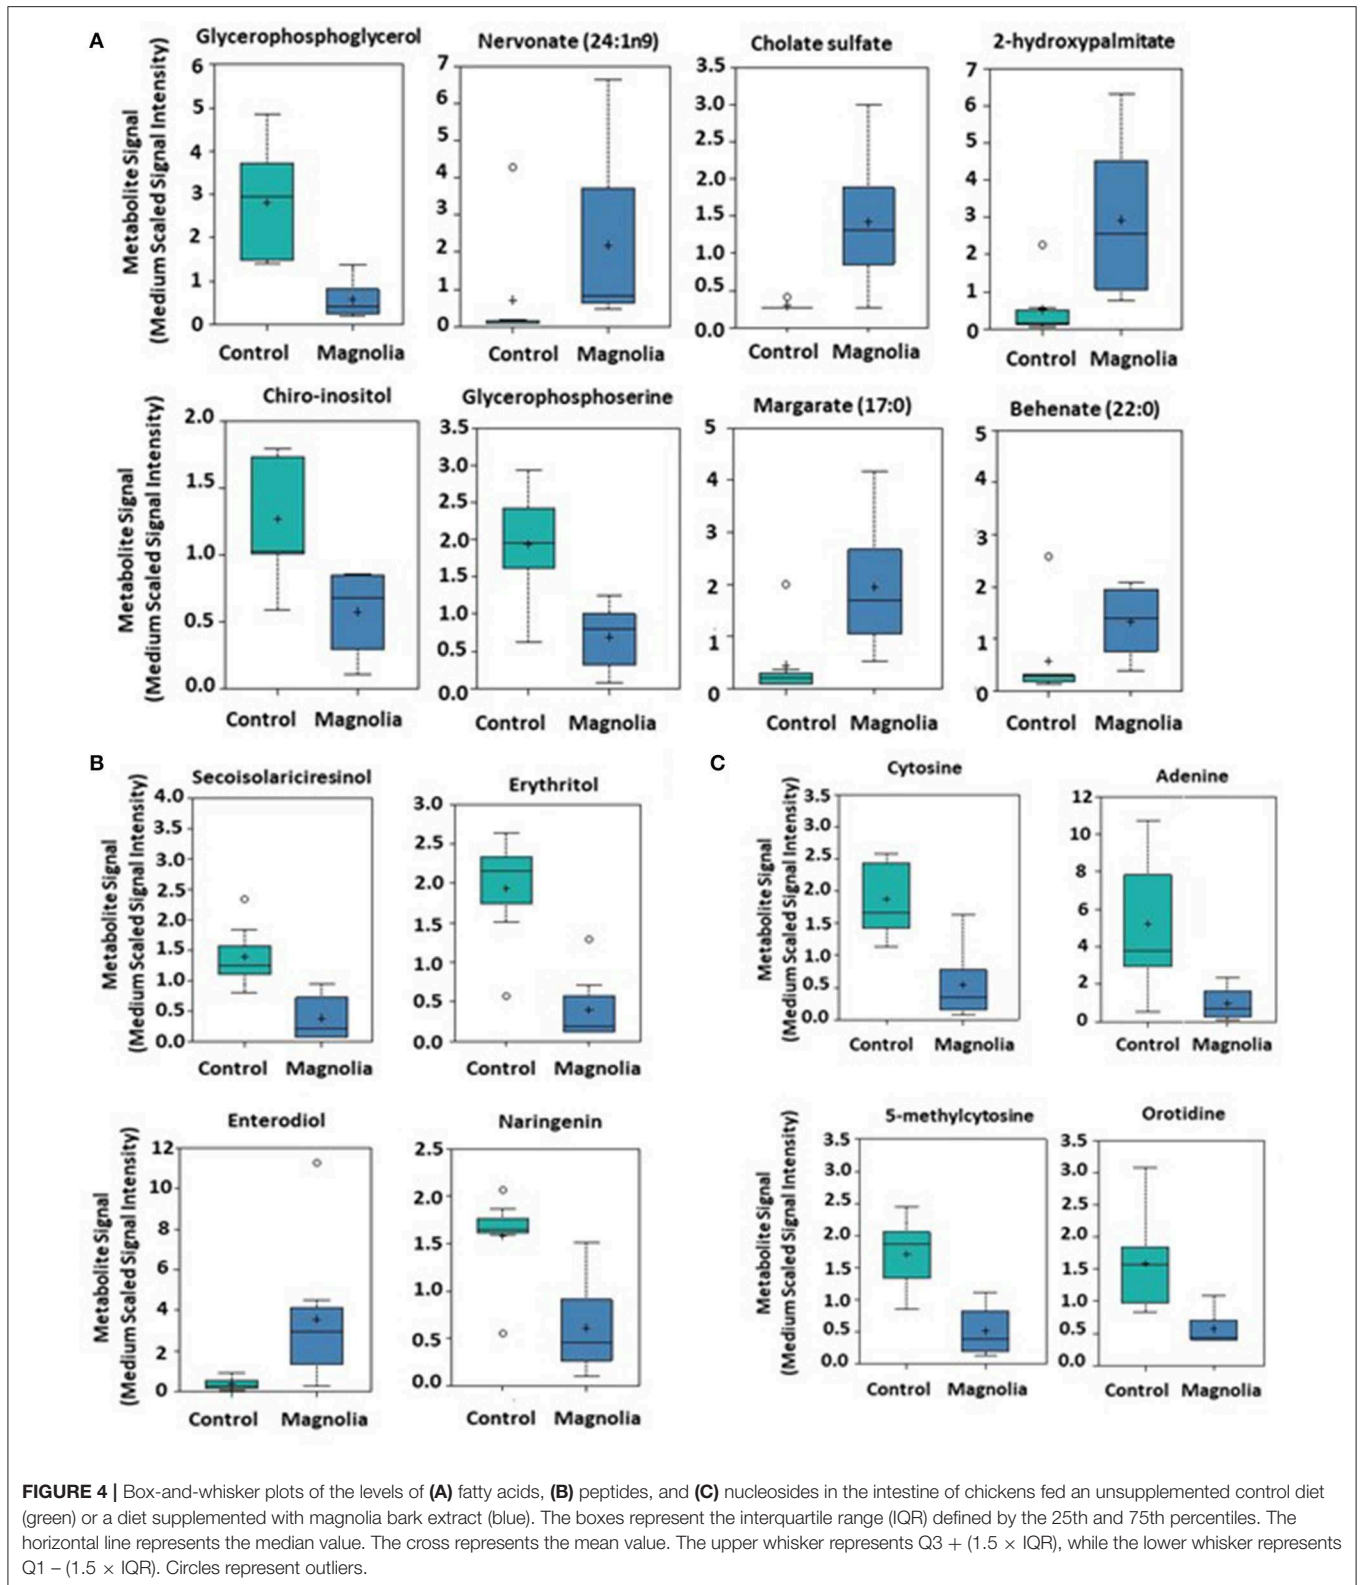 A
Glycerophosphoglycerol
Nervonate (24:1n9)
Cholate sulfate
2-hydroxypalmitate
Metabolite Signal
(Medium Scaled Signal Intensity)
6
5
4
3
2
1
0
7
6
5
4
3
2
1
0
3.5
3.0
2.5
2.0
1.5
1.0
0.5
0.0
7
6
5
4
3
2
1
0
Control Magnolia
Control Magnolia
Control Magnolia
Control Magnolia
Chiro-inositol
Glycerophosphoserine
Margarate (17:0)
Behenate (22:0)
Metabolite Signal
(Medium Scaled Signal Intensity)
2.0
1.5
1.0
0.5
0.0
3.5
3.0
2.5
2.0
1.5
1.0
0.5
0.0
5
4
3
2
1
0
5
4
3
2
1
0
Control Magnolia
Control Magnolia
Control Magnolia
Control Magnolia
B
Secoisolariciresinol
Erythritol
Metabolite Signal
(Medium Scaled Signal Intensity)
4.0
3.5
3.0
2.5
2.0
1.5
1.0
0.5
0.0
3.0
2.5
2.0
1.5
1.0
0.5
0.0
Control Magnolia
Control Magnolia
Enterodiol
Naringenin
Metabolite Signal
(Medium Scaled Signal Intensity)
12
10
8
6
4
2
0
2.5
2.0
1.5
1.0
0.5
0.0
Control Magnolia
Control Magnolia
C
Cytosine
Adenine
Metabolite Signal
(Medium Scaled Signal Intensity)
3.5
3.0
2.5
2.0
1.5
1.0
0.5
0.0
12
10
8
6
4
2
0
Control Magnolia
Control Magnolia
5-methylcytosine
Orotidine
Metabolite Signal
(Medium Scaled Signal Intensity)
3.5
3.0
2.5
2.0
1.5
1.0
0.5
0.0
3.5
3.0
2.5
2.0
1.5
1.0
0.5
0.0
Control Magnolia
Control Magnolia
FIGURE 4 | Box-and-whisker plots of the levels of (A) fatty acids, (B) peptides, and (C) nucleosides in the intestine of chickens fed an unsupplemented control diet
(green) or a diet supplemented with magnolia bark extract (blue). The boxes represent the interquartile range (IQR) defined by the 25th and 75th percentiles. The
horizontal line represents the median value. The cross represents the mean value. The upper whisker represents Q3 + (1.5 × IQR), while the lower whisker represents
Q1 – (1.5 × IQR). Circles represent outliers.